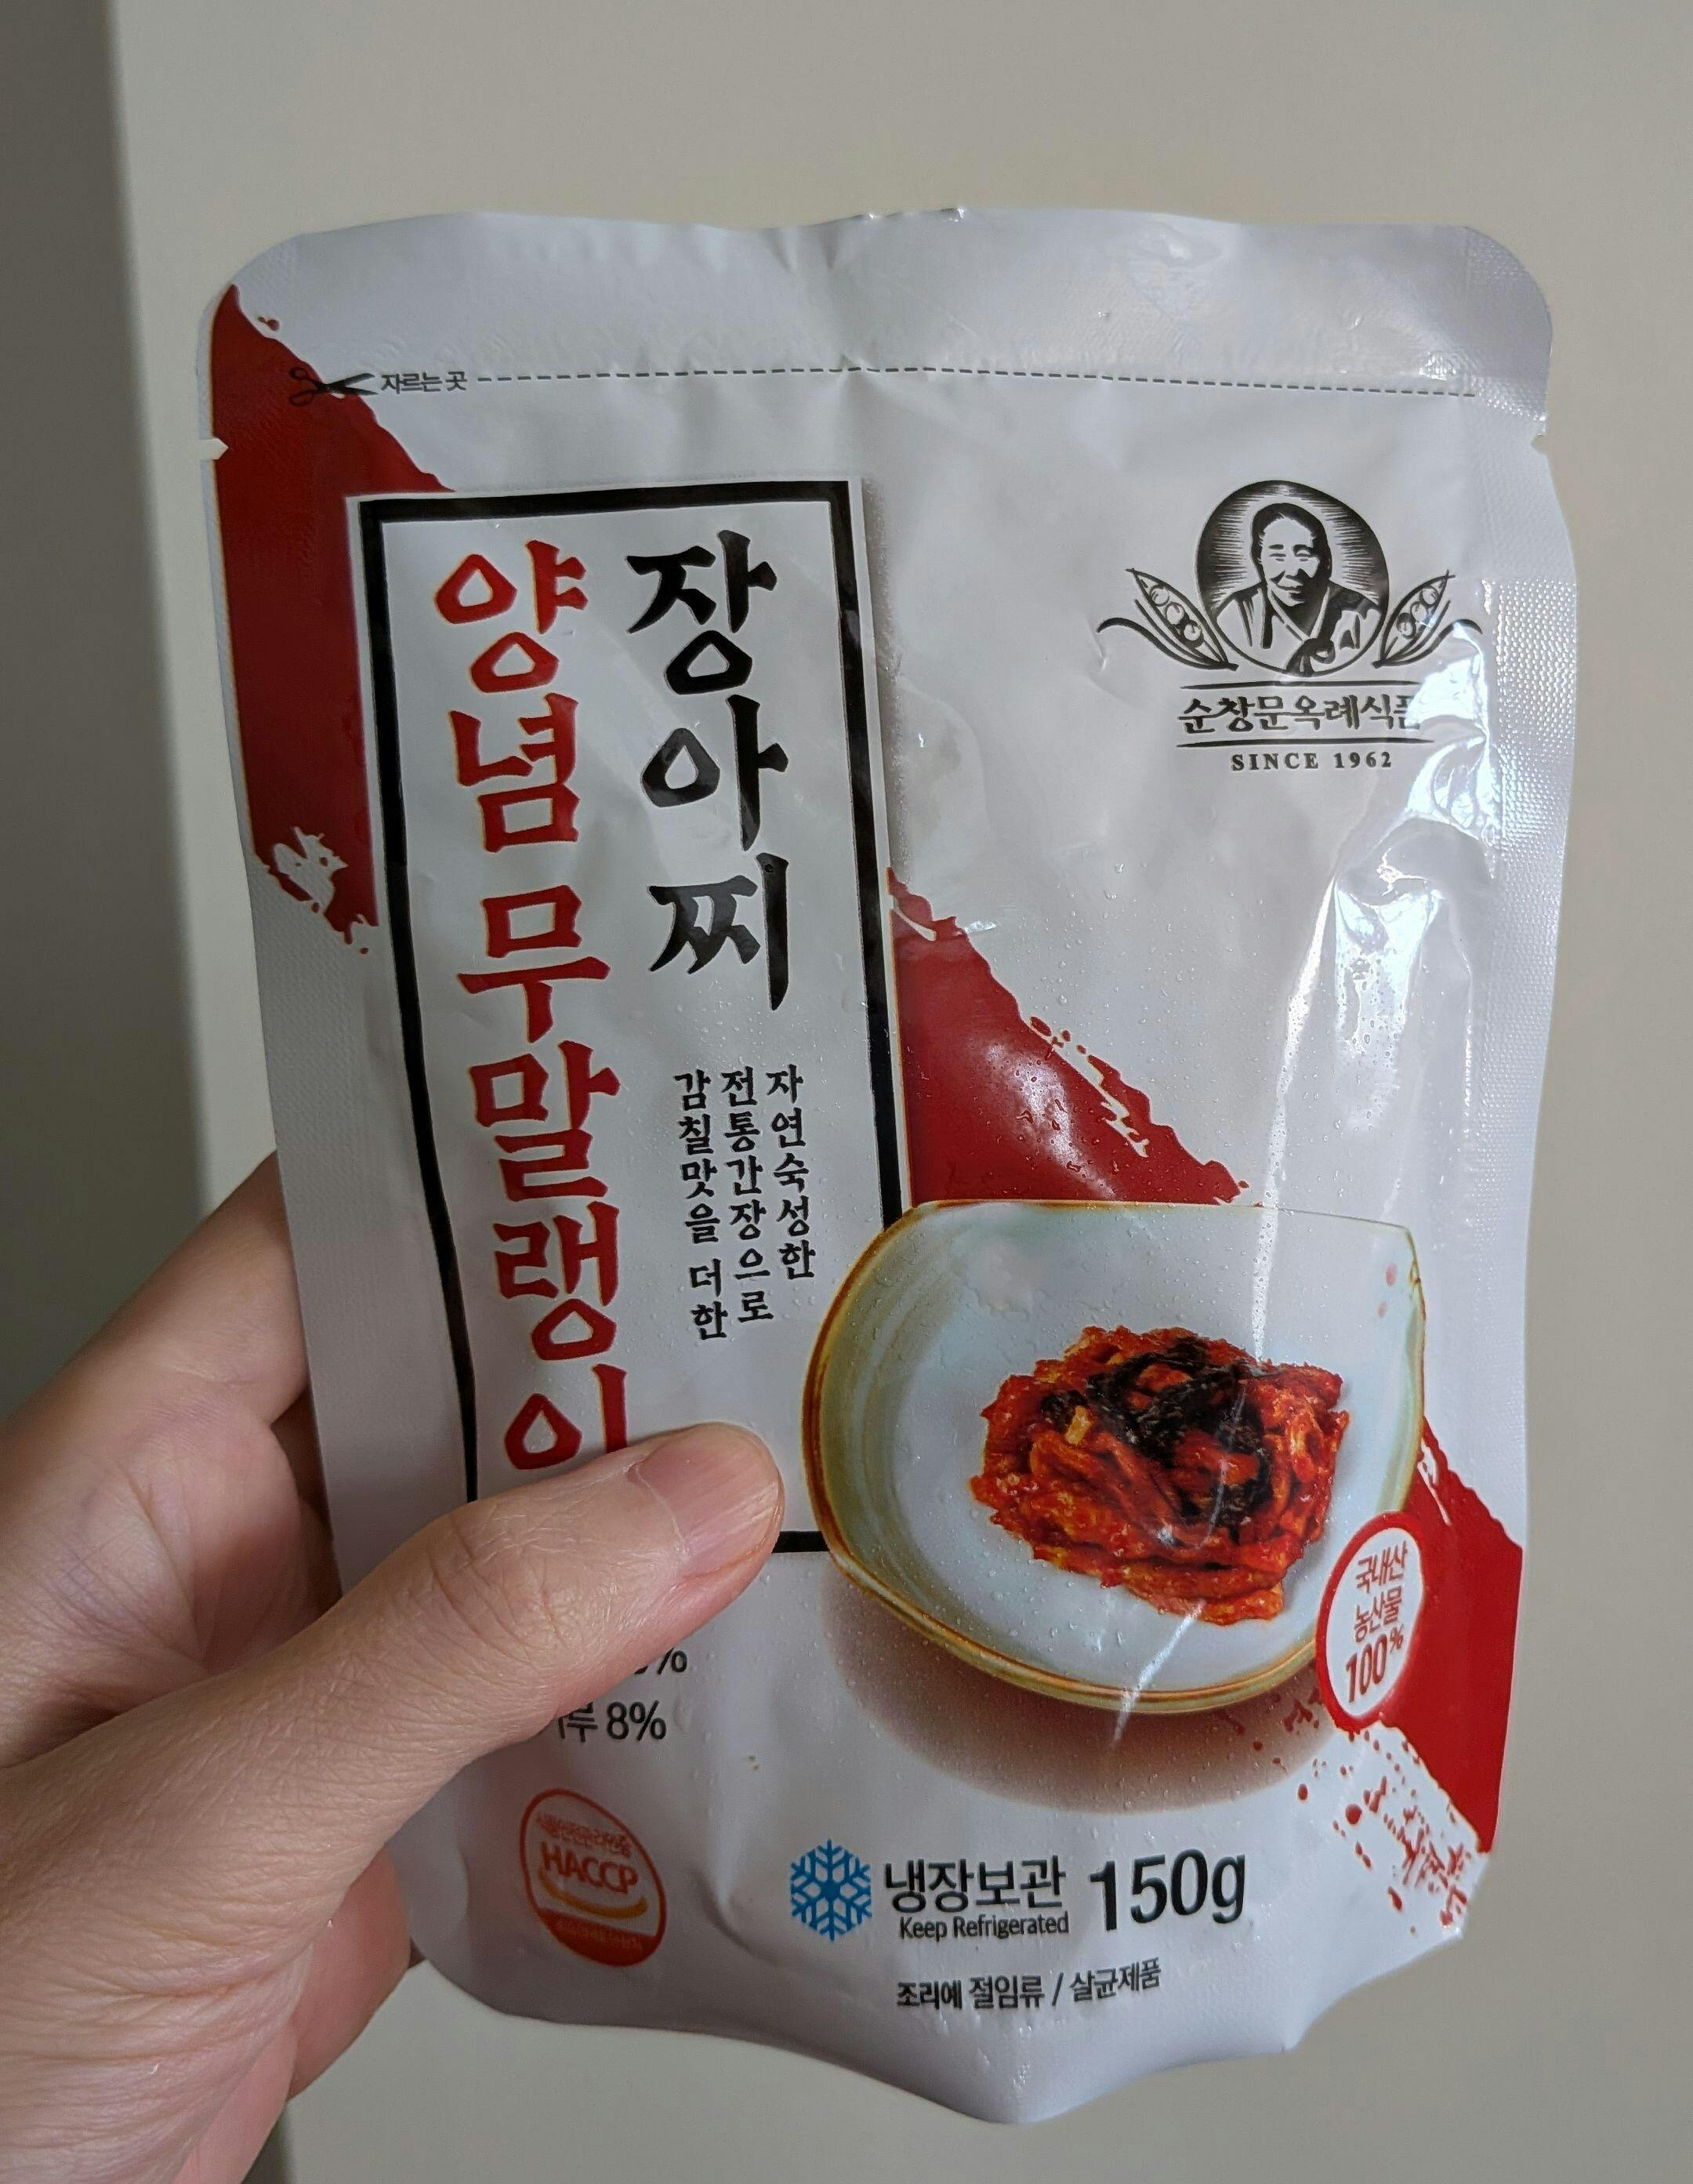 자르는 곳
장아찌
양념 무말랭이
자연숙성한
전통간장으로
감칠맛을 더한
순창문옥례식품
SINCE 1962
국내산
농산물
100%
8%
HACCP
냉장보관 150g
Keep Refrigerated
조리예 절임류 / 살균제품